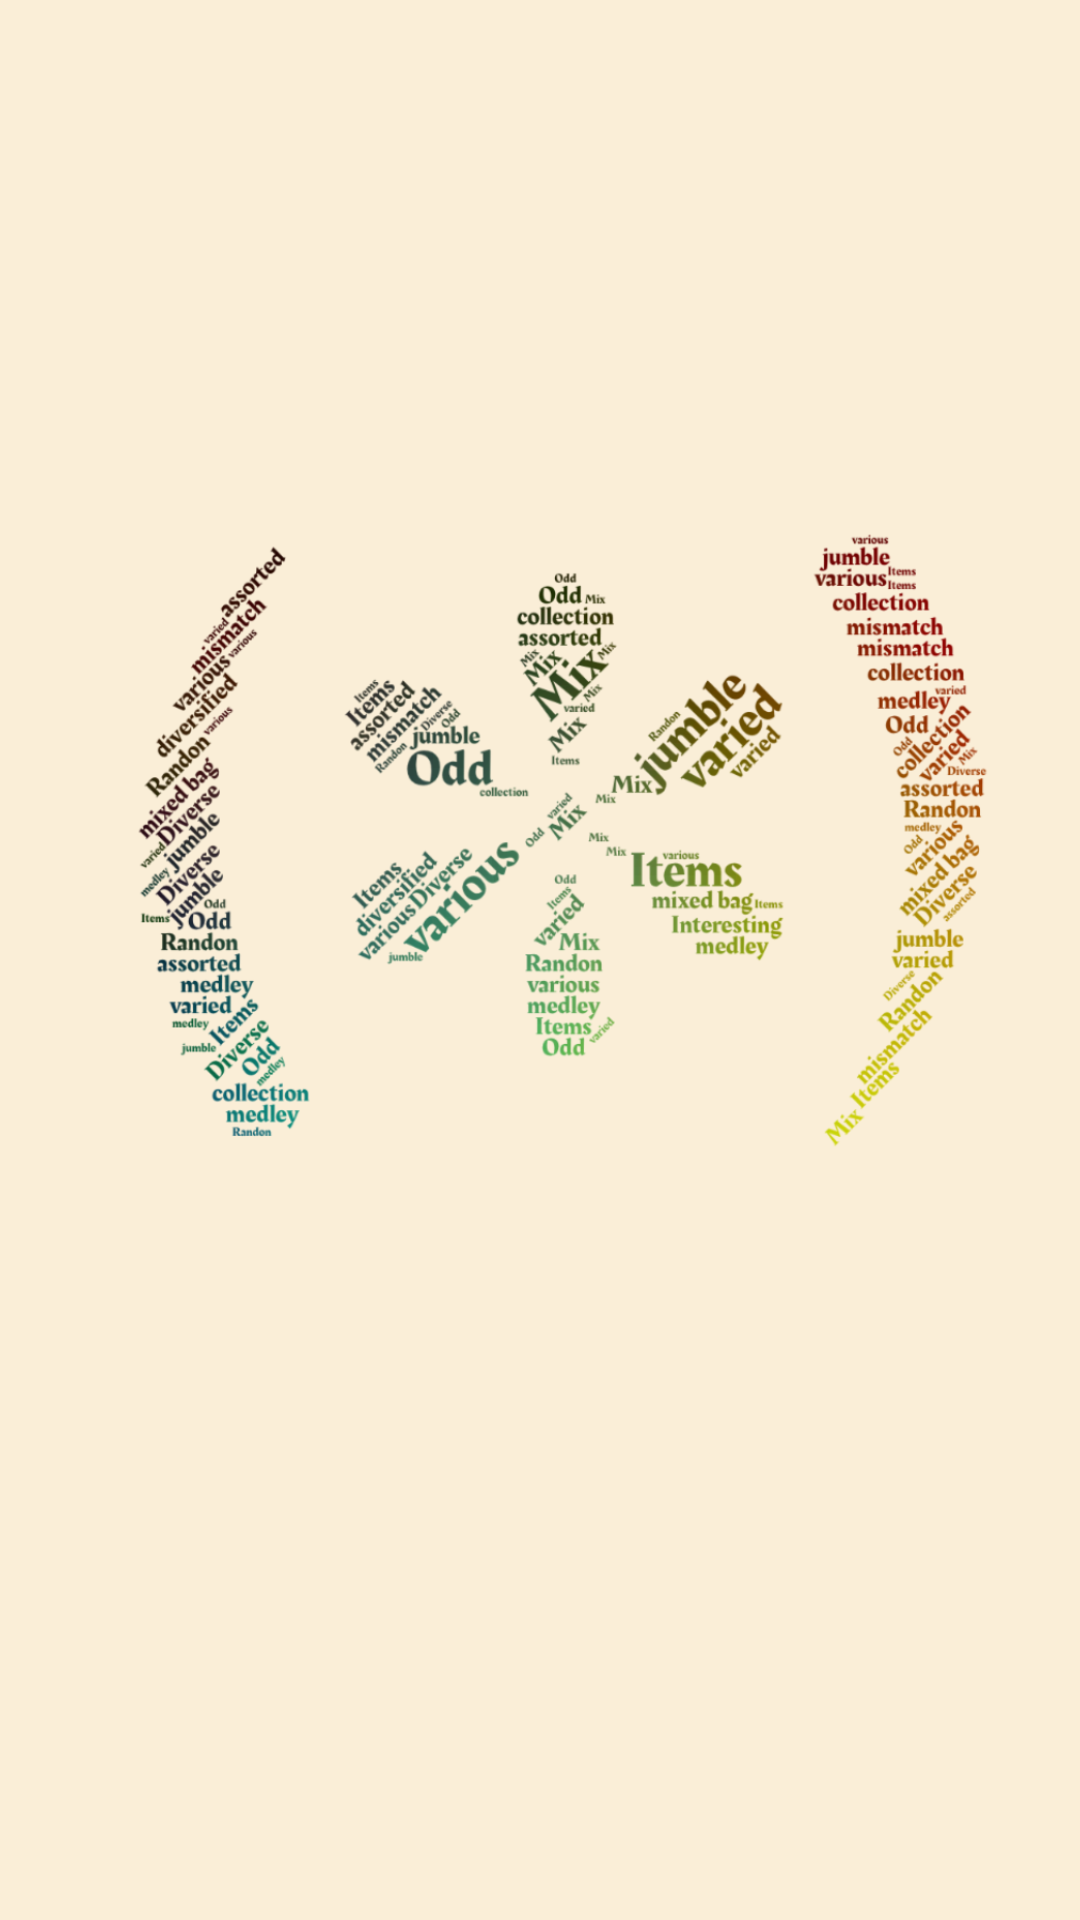 assorted
varied
mismatch
various
various
diversified
various
Randon
mixed bag
Diverse
varied
jumble
medley
Diverse
jumble
Odd
Items
Odd
Randon
assorted
medley
varied
medley
Items
jumble
Diverse
Odd
medley
collection
medley
Randon
Items
Items
assorted
mismatch
Diverse
Odd
Randon
jumble
Odd
collection
Odd
Odd Mix
collection
assorted
Mix
Mix
Mix
Mix
Mix
varied
Mix
Items
Randon
jumble
varied
varied
Mix
Mix
varied
Mix
Odd
Mix
Mix
Items
diversified
various Diverse
various
jumble
Odd
Items
varied
Mix
Randon
various
medley
Items
varied
Odd
various
Items
mixed bag Items
Interesting
medley
various
jumble
various Items
Items
collection
mismatch
mismatch
collection
varied
medley
Odd
Odd
collection
varied
Mix
Diverse
assorted
Randon
medley
Odd
various
mixed bag
Diverse
assorted
jumble
varied
Diverse
Randon
mismatch
Items
Mix